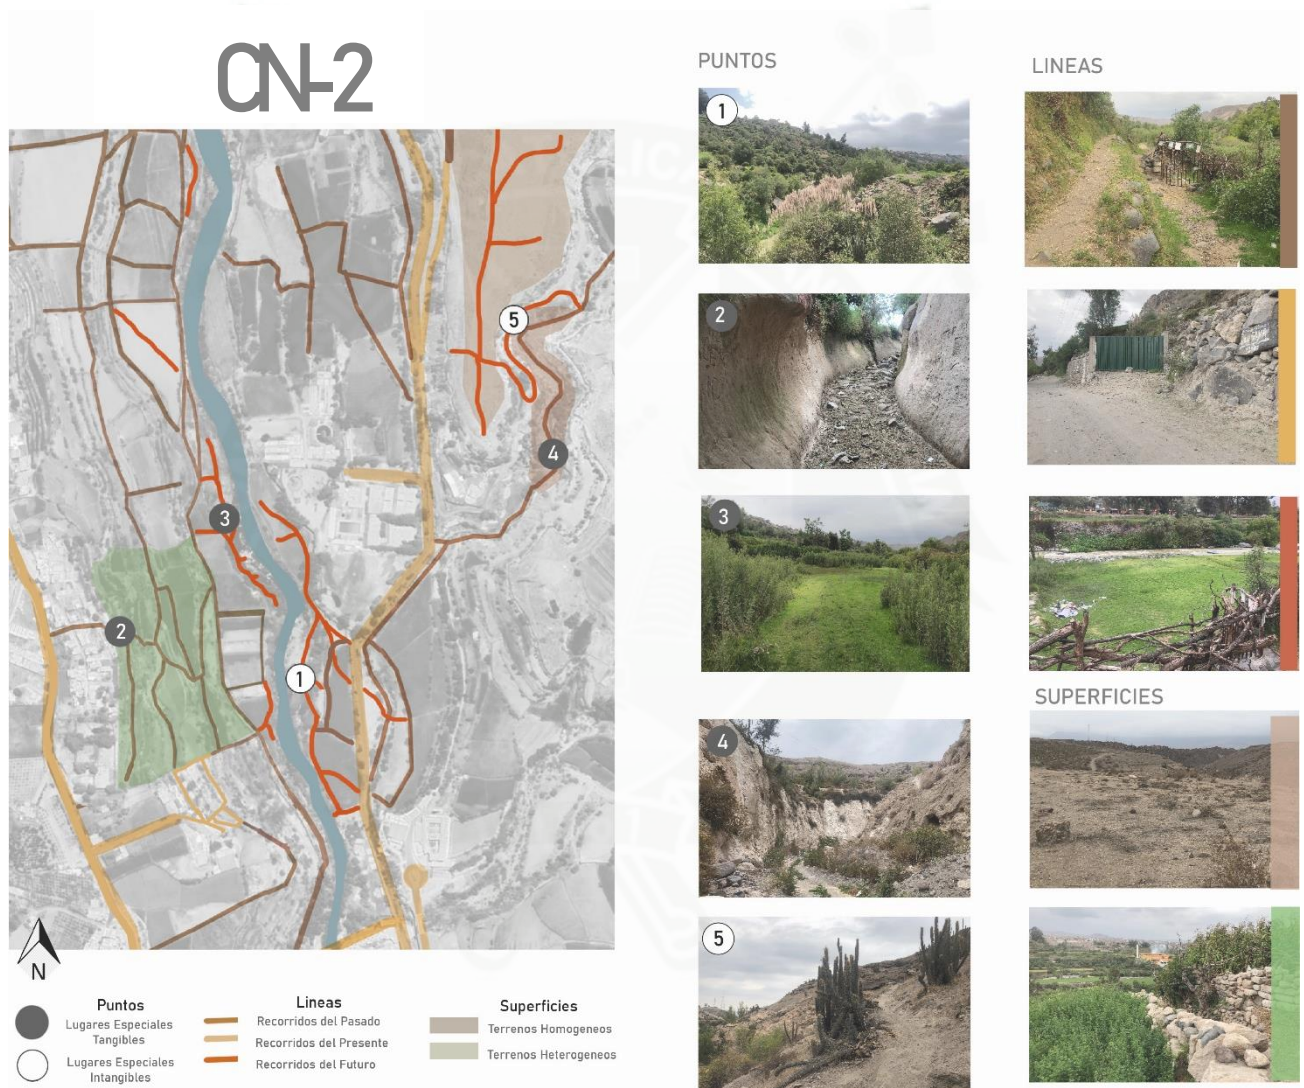 CN-2
PUNTOS
LINEAS
1
2
3
4
5
SUPERFICIES
5
4
3
2
1
N
Puntos
Lugares Especiales
Tangibles
Lugares Especiales
Intangibles
Lineas
Recorridos del Pasado
Recorridos del Presente
Recorridos del Futuro
Superficies
Terrenos Homogeneos
Terrenos Heterogeneos